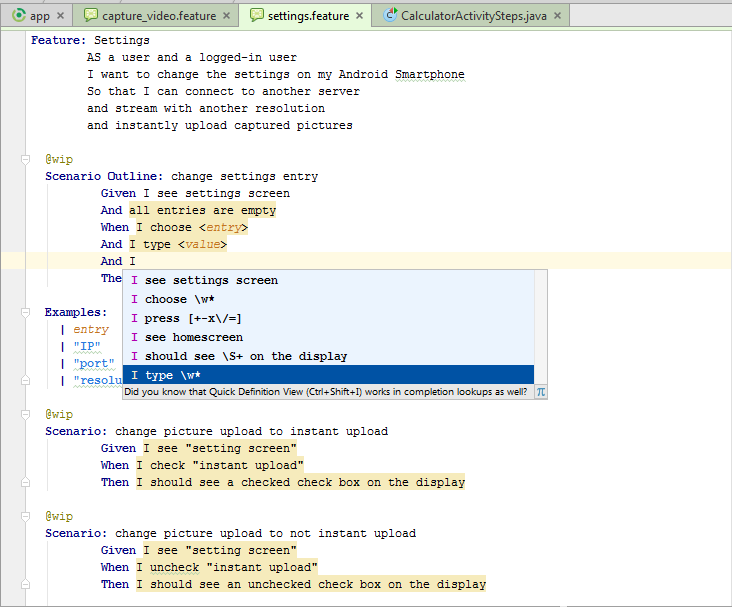 app capture_video.feature settings.feature CalculatorActivitySteps.java
Feature: Settings
AS a user and a logged-in user
I want to change the settings on my Android Smartphone
So that I can connect to another server
and stream with another resolution
and instantly upload captured pictures
@wip
Scenario Outline: change settings entry
Given I see settings screen
And all entries are empty
When I choose <entry>
And I type <value>
And I
The
I see settings screen
I choose \w*
I press [+-x\/=]
I see homescreen
I should see \S+ on the display
I type \w*
Did you know that Quick Definition View (Ctrl+Shift+I) works in completion lookups as well? π
Examples:
| entry
| "IP"
| "port"
| "resolu
@wip
Scenario: change picture upload to instant upload
Given I see "setting screen"
When I check "instant upload"
Then I should see a checked check box on the display
@wip
Scenario: change picture upload to not instant upload
Given I see "setting screen"
When I uncheck "instant upload"
Then I should see an unchecked check box on the display